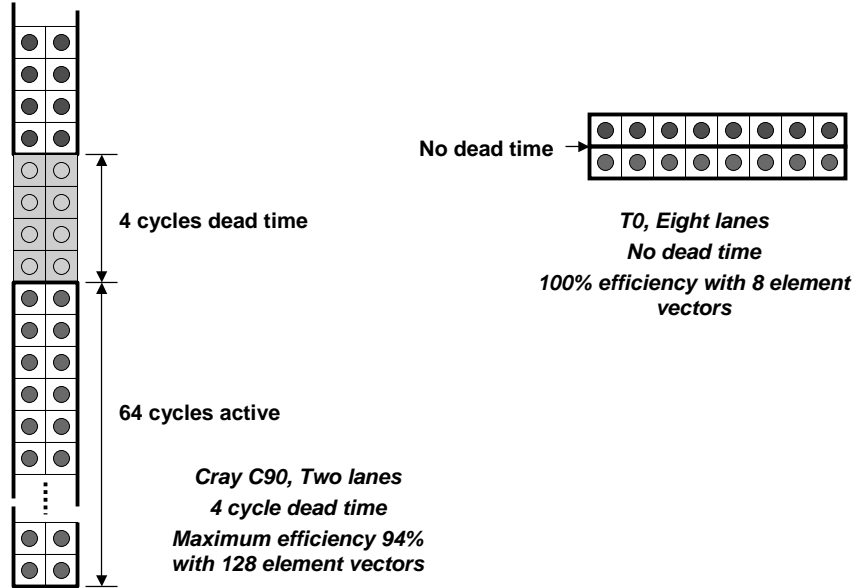 No dead time
4 cycles dead time
T0, Eight lanes
No dead time
100% efficiency with 8 element
vectors
64 cycles active
Cray C90, Two lanes
4 cycle dead time
Maximum efficiency 94%
with 128 element vectors